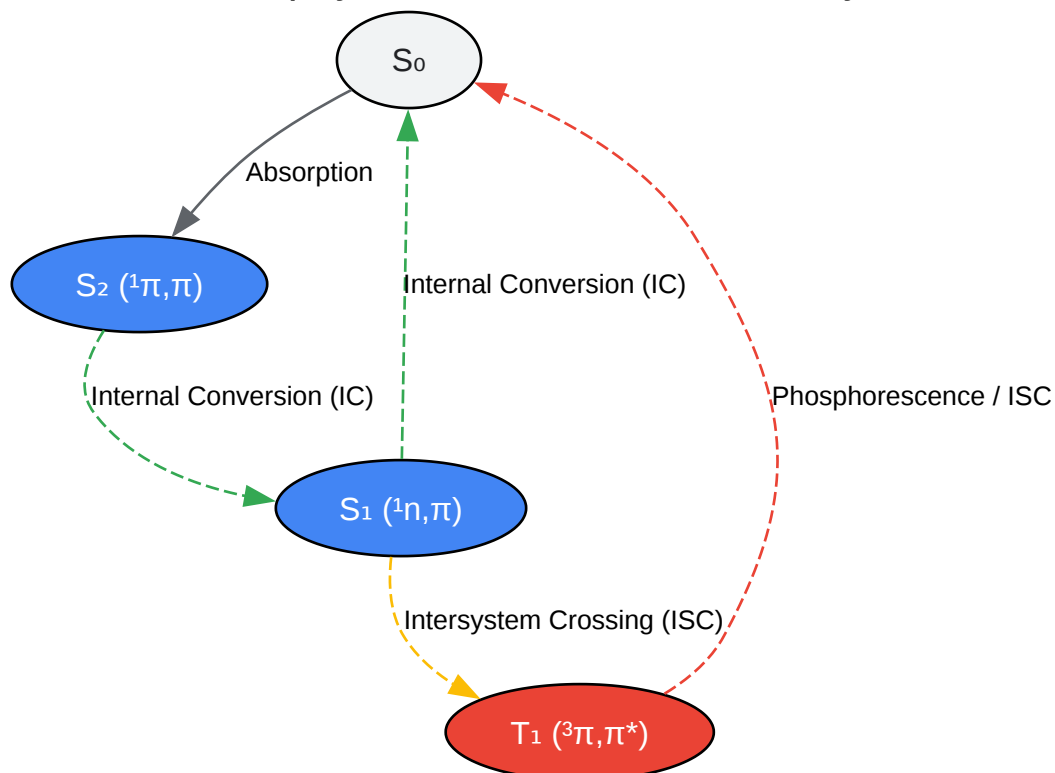 S₀
Absorption
S₂ (¹π,π)
Internal Conversion (IC)
Internal Conversion (IC)
Phosphorescence / ISC
S₁ (¹n,π)
Intersystem Crossing (ISC)
T₁ (³π,π*)